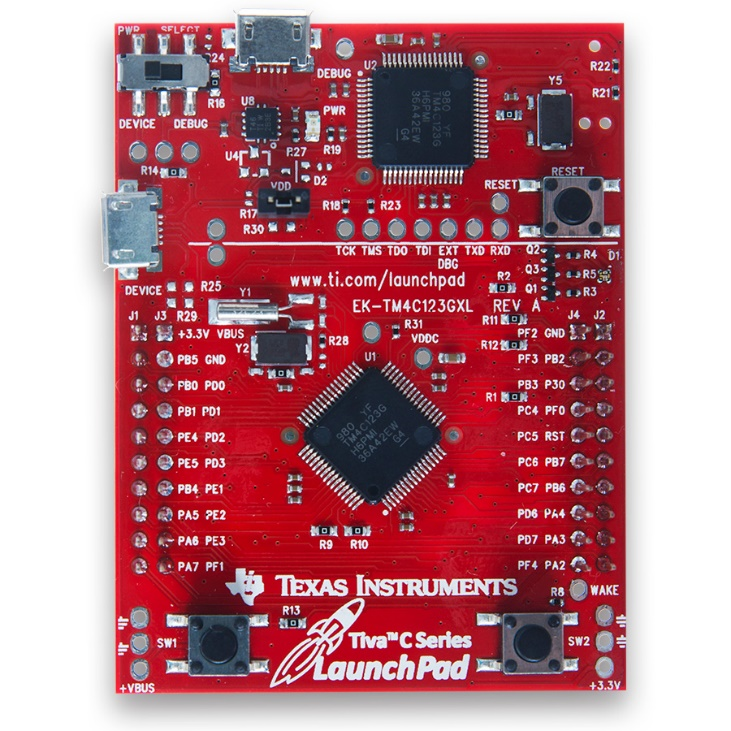 PWR SELECT
R24
R16
DEVICE DEBUG
DEBUG
U8
PWR
U2
980 YF
TM4C123G
H6PMI
36A42EW
G4
Y5
R22
R21
R14
U4
R27
R19
D2
VDD
R17
R30
R18
R23
RESET
RESET
TCK TMS TDO TDI EXT DBG TXD RXD
Q2
R4
D1
Q3
R5
Q1
R3
R2
www.ti.com/launchpad
EK-TM4C123GXL REV A
DEVICE
R25
R29
Y1
Y2
R28
R31
VDDC
U1
R11
R12
R1
J1 J3
+3.3V VBUS
PB5 GND
PB0 PD0
PB1 PD1
PE4 PD2
PE5 PD3
PB4 PE1
PA5 PE2
PA6 PE3
PA7 PF1
980 YF
TM4C123G
H6PMI
36A42EW
G4
J4 J2
PF2 GND
PF3 PB2
PB3 P30
PC4 PF0
PC5 RST
PC6 PB7
PC7 PB6
PD6 PA4
PD7 PA3
PF4 PA2
R9 R10
TEXAS INSTRUMENTS
R8
WAKE
SW1
R13
Tiva™ C Series
LaunchPad
SW2
+VBUS
+3.3V